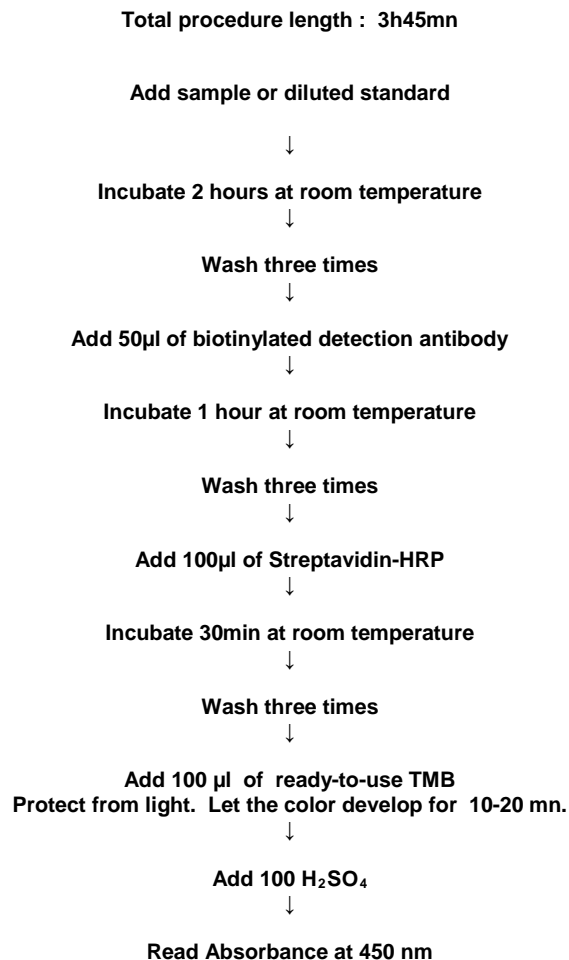 Total procedure length : 3h45mn
Add sample or diluted standard
↓
Incubate 2 hours at room temperature
↓
Wash three times
↓
Add 50µl of biotinylated detection antibody
↓
Incubate 1 hour at room temperature
↓
Wash three times
↓
Add 100µl of Streptavidin-HRP
↓
Incubate 30min at room temperature
↓
Wash three times
↓
Add 100 µl of ready-to-use TMB
Protect from light. Let the color develop for 10-20 mn.
↓
Add 100 H₂SO₄
↓
Read Absorbance at 450 nm